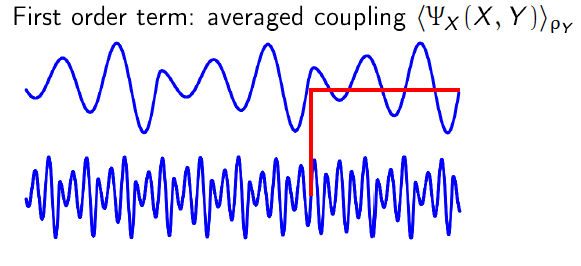 First order term: averaged coupling ⟨Ψ_X(X, Y)⟩_{ρ_Y}